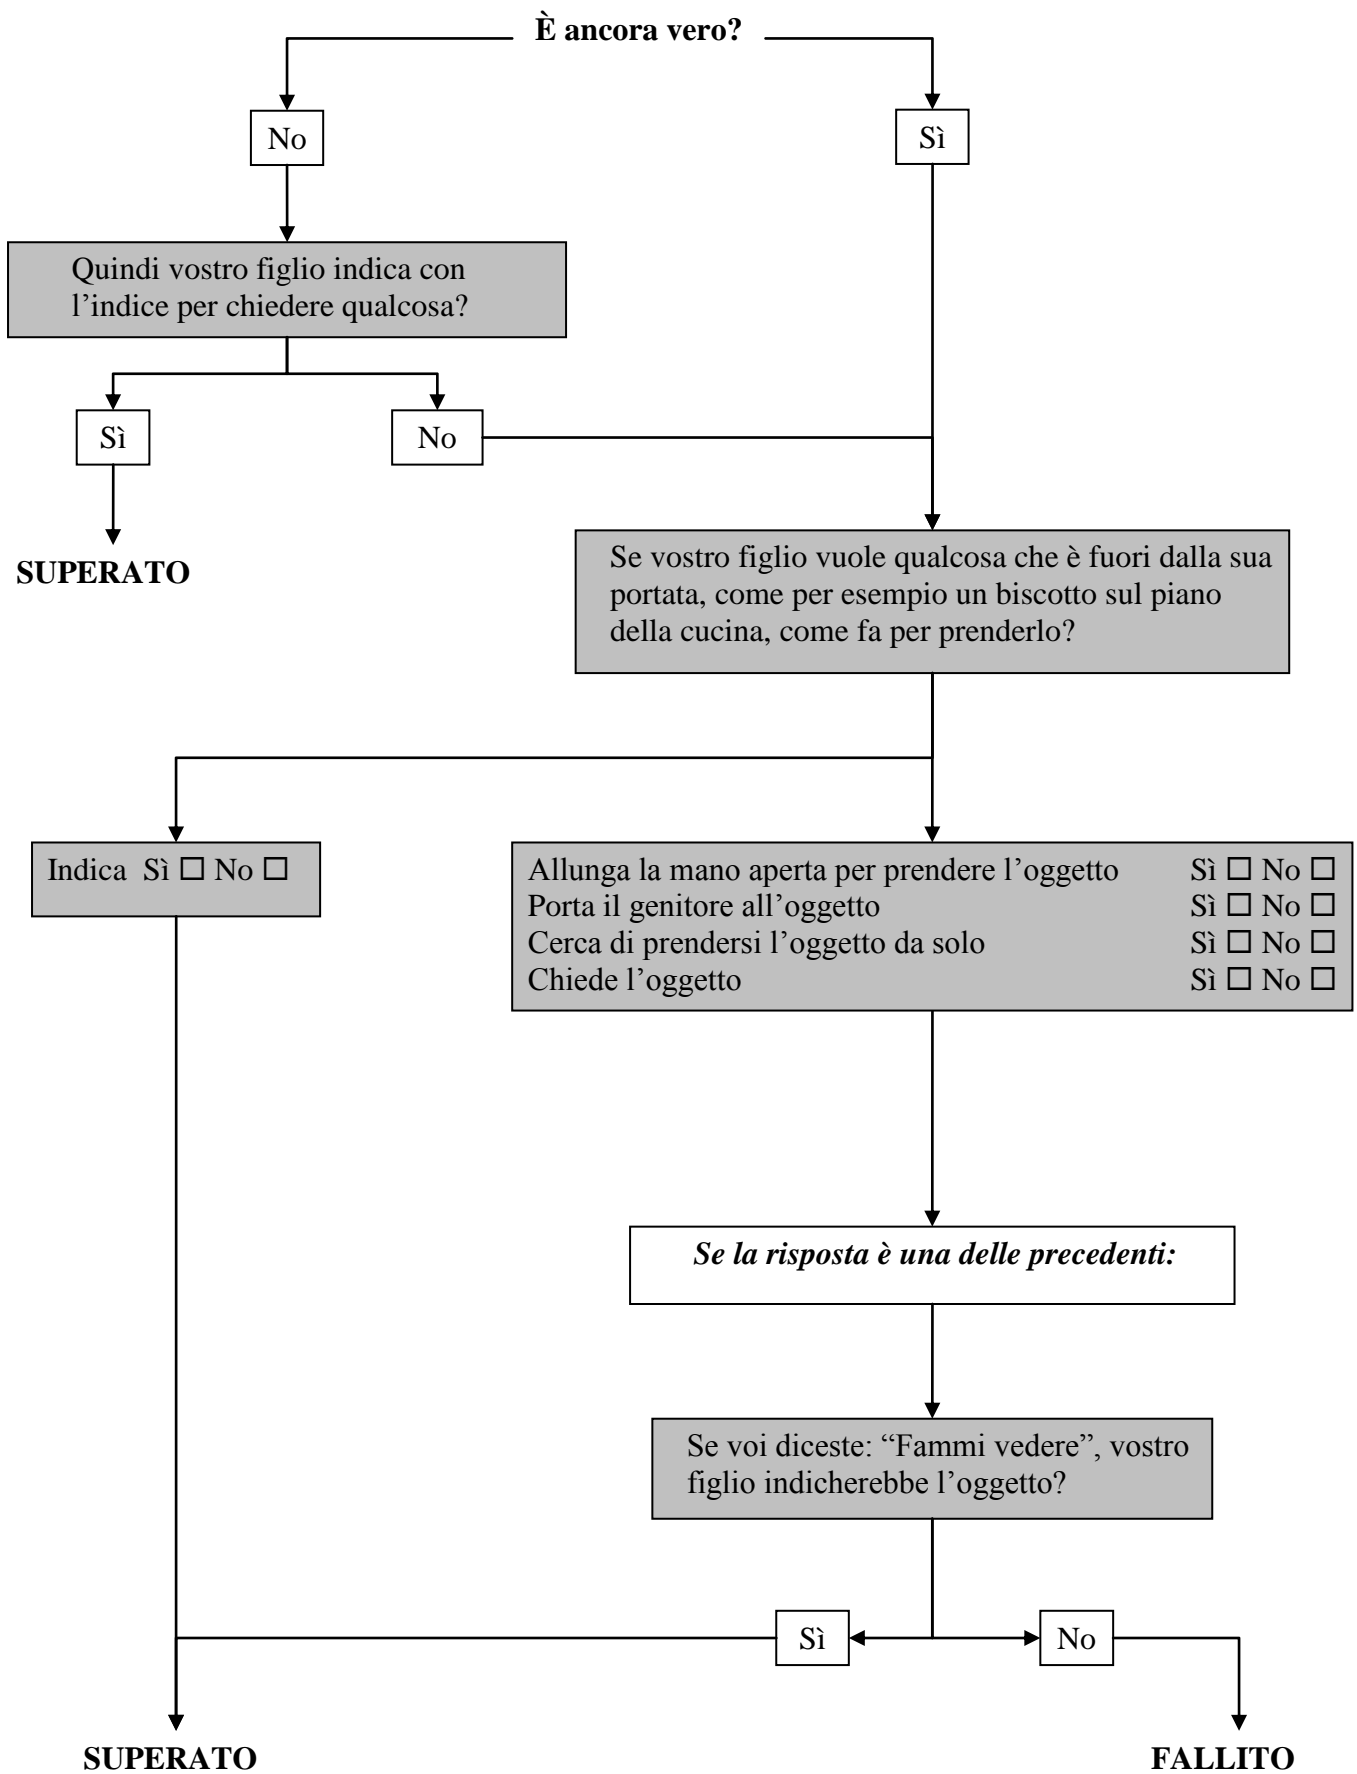 È ancora vero?
No
Sì
Quindi vostro figlio indica con
l’indice per chiedere qualcosa?
Sì
No
SUPERATO
Se vostro figlio vuole qualcosa che è fuori dalla sua
portata, come per esempio un biscotto sul piano
della cucina, come fa per prenderlo?
Indica Sì □ No □
Allunga la mano aperta per prendere l’oggetto Sì □ No □
Porta il genitore all’oggetto Sì □ No □
Cerca di prendersi l’oggetto da solo Sì □ No □
Chiede l’oggetto Sì □ No □
Se la risposta è una delle precedenti:
Se voi diceste: “Fammi vedere”, vostro
figlio indicherebbe l’oggetto?
Sì
No
SUPERATO
FALLITO